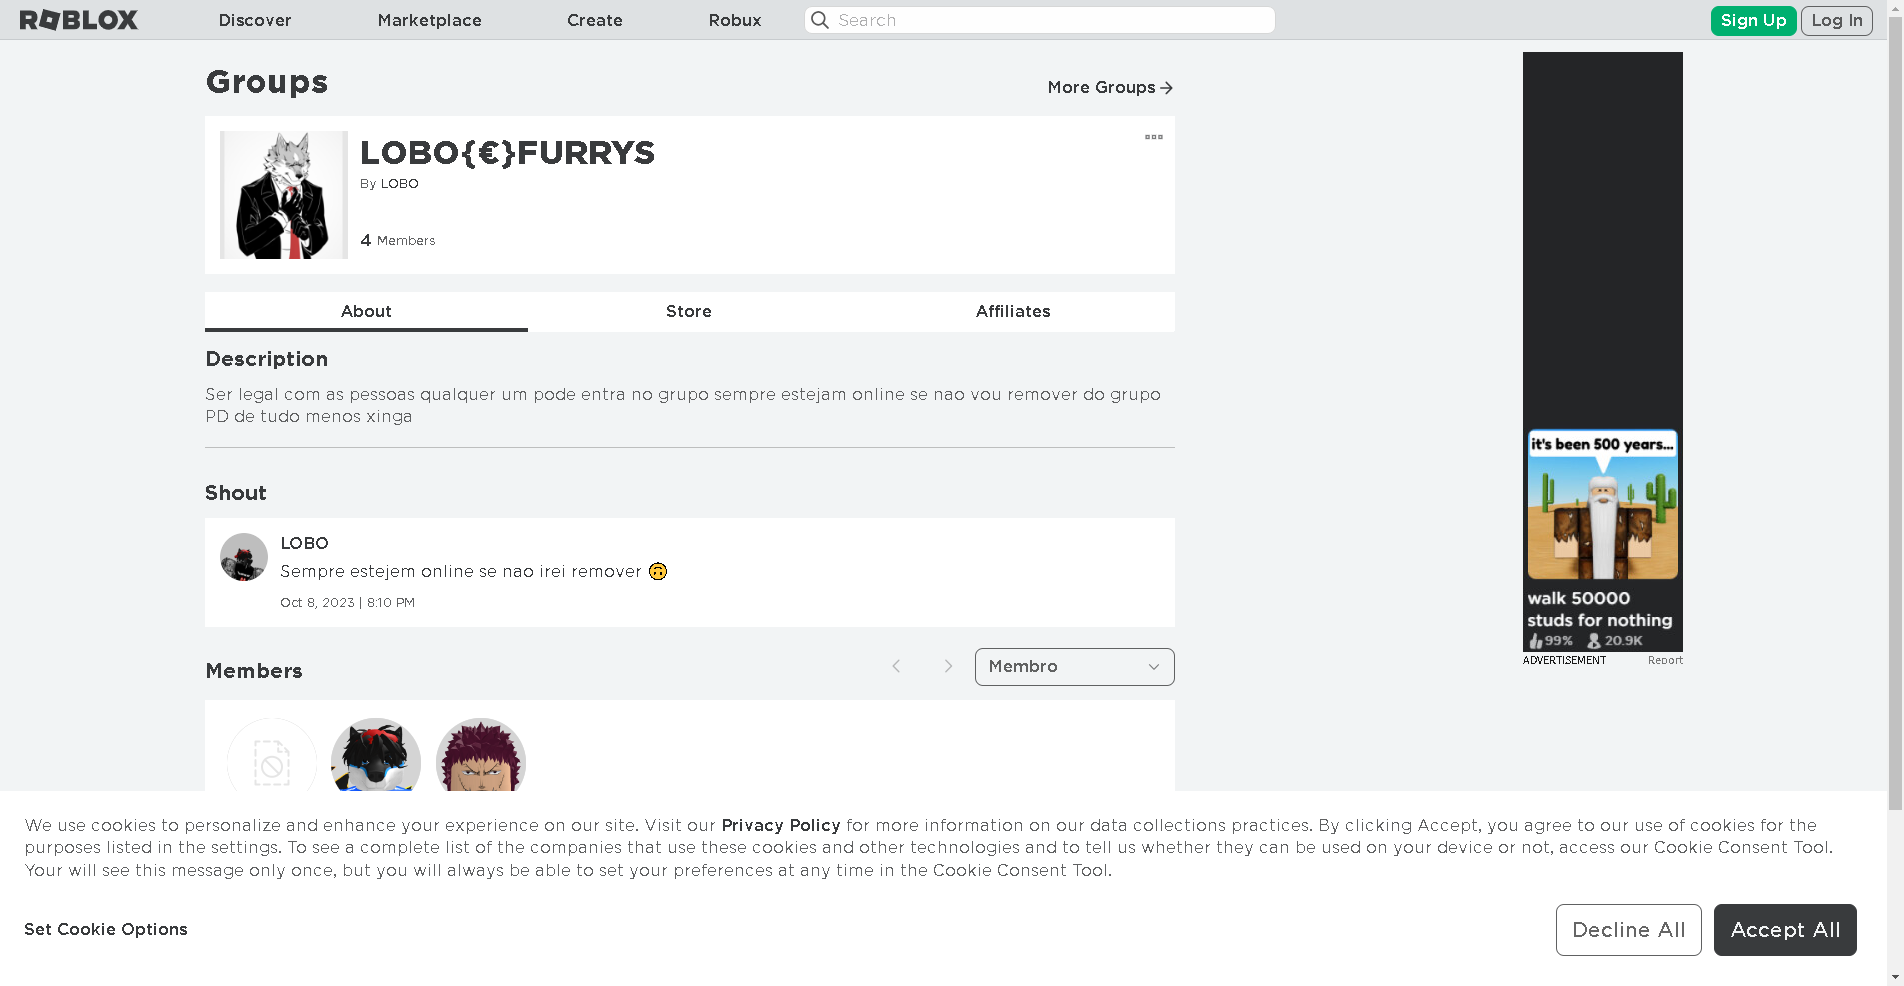 ROBLOX
Discover
Marketplace
Create
Robux
Search
Sign Up
Log In
Groups
More Groups
LOBO{€}FURRYS
By LOBO
4 Members
About
Store
Affiliates
Description
Ser legal com as pessoas qualquer um pode entra no grupo sempre estejam online se nao vou remover do grupo
PD de tudo menos xinga
Shout
LOBO
Sempre estejem online se nao irei remover 🙃
Oct 8, 2023 | 8:10 PM
Members
Membro
it's been 500 years...
walk 50000
studs for nothing
99% 20.9K
ADVERTISEMENT
Report
We use cookies to personalize and enhance your experience on our site. Visit our Privacy Policy for more information on our data collections practices. By clicking Accept, you agree to our use of cookies for the
purposes listed in the settings. To see a complete list of the companies that use these cookies and other technologies and to tell us whether they can be used on your device or not, access our Cookie Consent Tool.
Your will see this message only once, but you will always be able to set your preferences at any time in the Cookie Consent Tool.
Set Cookie Options
Decline All
Accept All